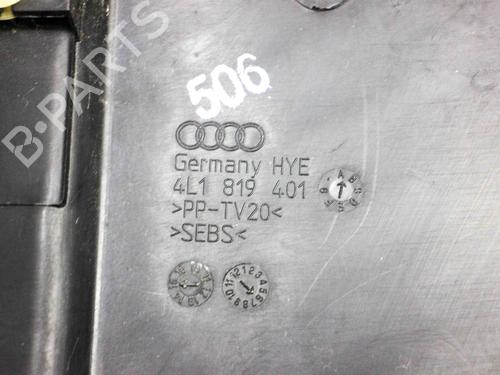 B-PARTS
506
Germany HYE
4L1 819 401
>PP-TV20<
>SEBS<